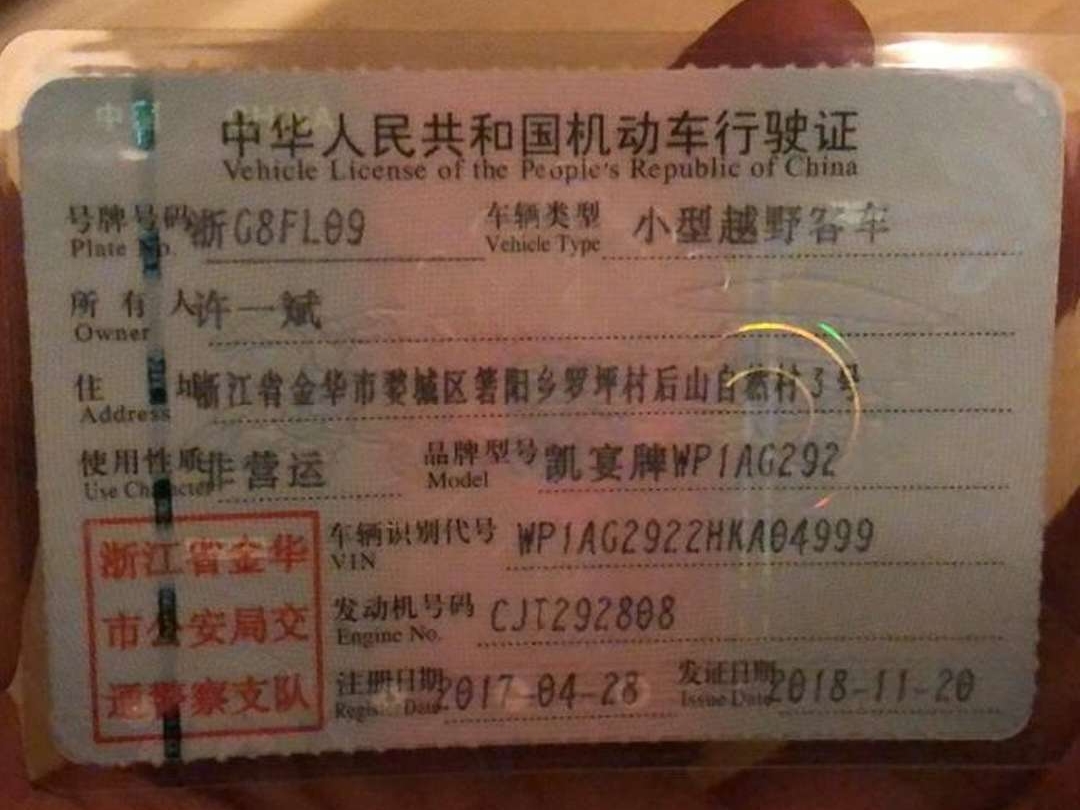 中华人民共和国机动车行驶证
Vehicle License of the People's Republic of China
号牌号码 浙G8FL09 车辆类型 小型越野客车
Plate No. Vehicle Type
所有人 许一斌
Owner
住址 浙江省金华市婺城区箬阳乡罗坪村后山自然村3号
Address
使用性质 非营运 品牌型号 凯宴牌WP1AG292
Use Character Model
浙江省金华
市公安局交
通警察支队
车辆识别代号 WP1AG2922HKA04999
VIN
发动机号码 CJT292808
Engine No.
注册日期 2017-04-28 发证日期 2018-11-20
Register Date Issue Date